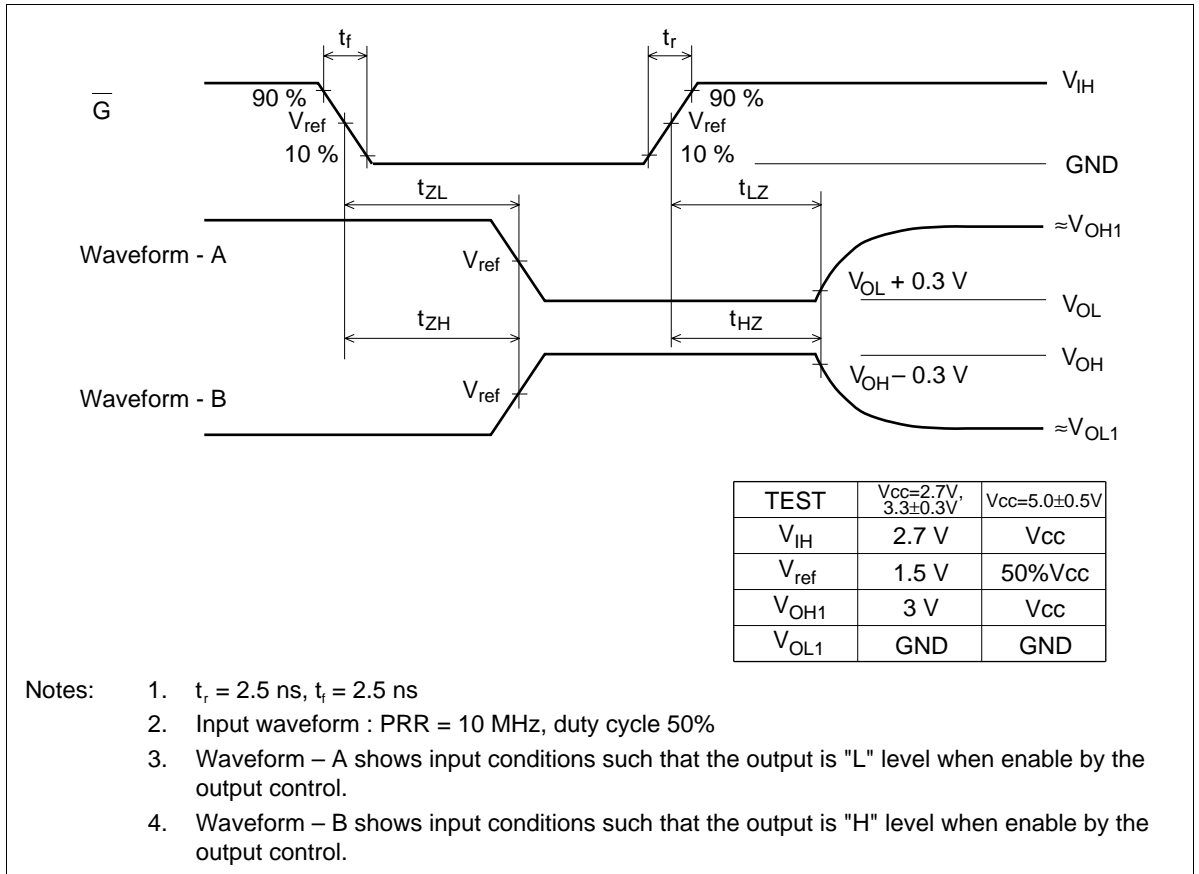 tf tr
G
90 % 90 % VIH
Vref Vref
10 % 10 % GND
tZL tLZ
≈VOH1
Waveform - A Vref VOL + 0.3 V
VOL
tZH tHZ
VOH
Waveform - B Vref VOH – 0.3 V
≈VOL1
TEST Vcc=2.7V, 3.3±0.3V Vcc=5.0±0.5V
VIH 2.7 V Vcc
Vref 1.5 V 50%Vcc
VOH1 3 V Vcc
VOL1 GND GND
Notes: 1. tr = 2.5 ns, tf = 2.5 ns
2. Input waveform : PRR = 10 MHz, duty cycle 50%
3. Waveform – A shows input conditions such that the output is "L" level when enable by the
output control.
4. Waveform – B shows input conditions such that the output is "H" level when enable by the
output control.